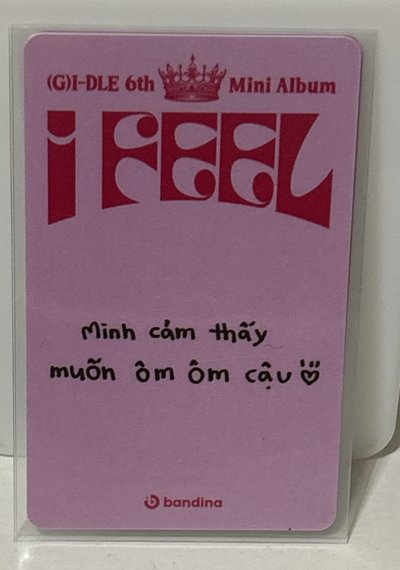 (G)I-DLE 6th Mini Album
i FEEL
Mình cảm thấy
muốn ôm ôm cậu
bandina